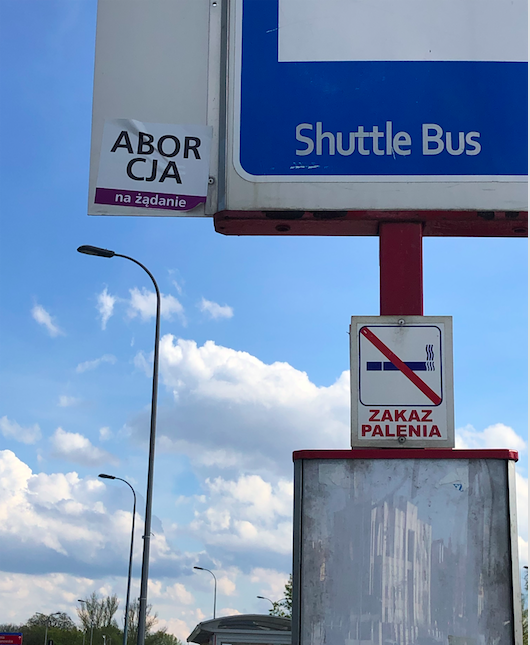 Shuttle Bus
ABOR
CJA
na żądanie
ZAKAZ
PALENIA